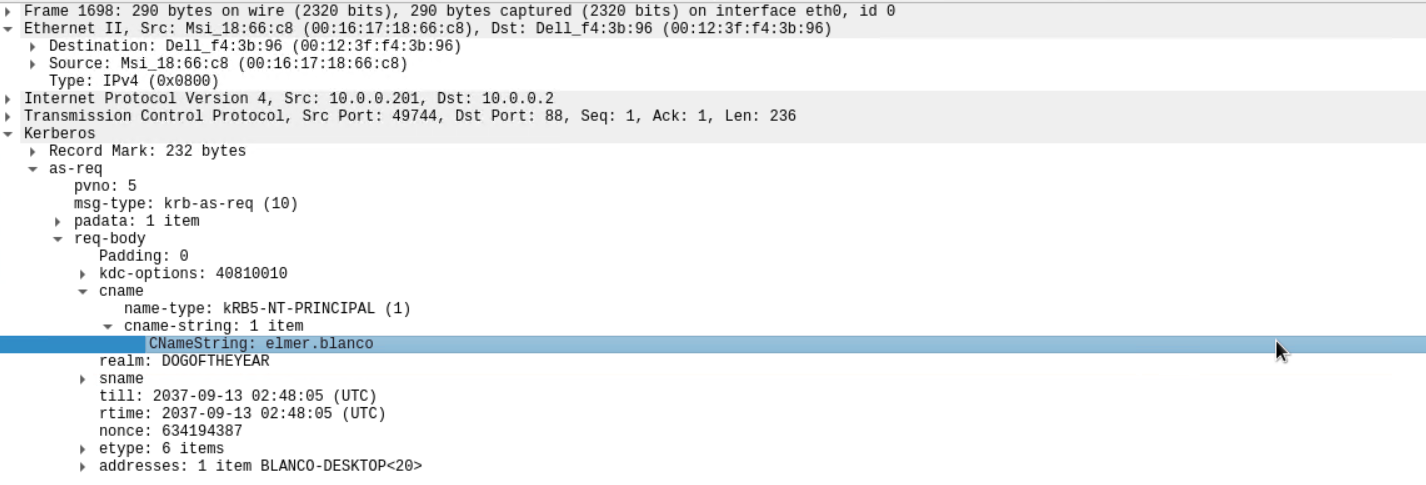 Frame 1698: 290 bytes on wire (2320 bits), 290 bytes captured (2320 bits) on interface eth0, id 0
Ethernet II, Src: Msi_18:66:c8 (00:16:17:18:66:c8), Dst: Dell_f4:3b:96 (00:12:3f:f4:3b:96)
Destination: Dell_f4:3b:96 (00:12:3f:f4:3b:96)
Source: Msi_18:66:c8 (00:16:17:18:66:c8)
Type: IPv4 (0x0800)
Internet Protocol Version 4, Src: 10.0.0.201, Dst: 10.0.0.2
Transmission Control Protocol, Src Port: 49744, Dst Port: 88, Seq: 1, Ack: 1, Len: 236
Kerberos
Record Mark: 232 bytes
as-req
pvno: 5
msg-type: krb-as-req (10)
padata: 1 item
req-body
Padding: 0
kdc-options: 40810010
cname
name-type: kRB5-NT-PRINCIPAL (1)
cname-string: 1 item
CNameString: elmer.blanco
realm: DOGOFTHEYEAR
sname
till: 2037-09-13 02:48:05 (UTC)
rtime: 2037-09-13 02:48:05 (UTC)
nonce: 634194387
etype: 6 items
addresses: 1 item BLANCO-DESKTOP<20>